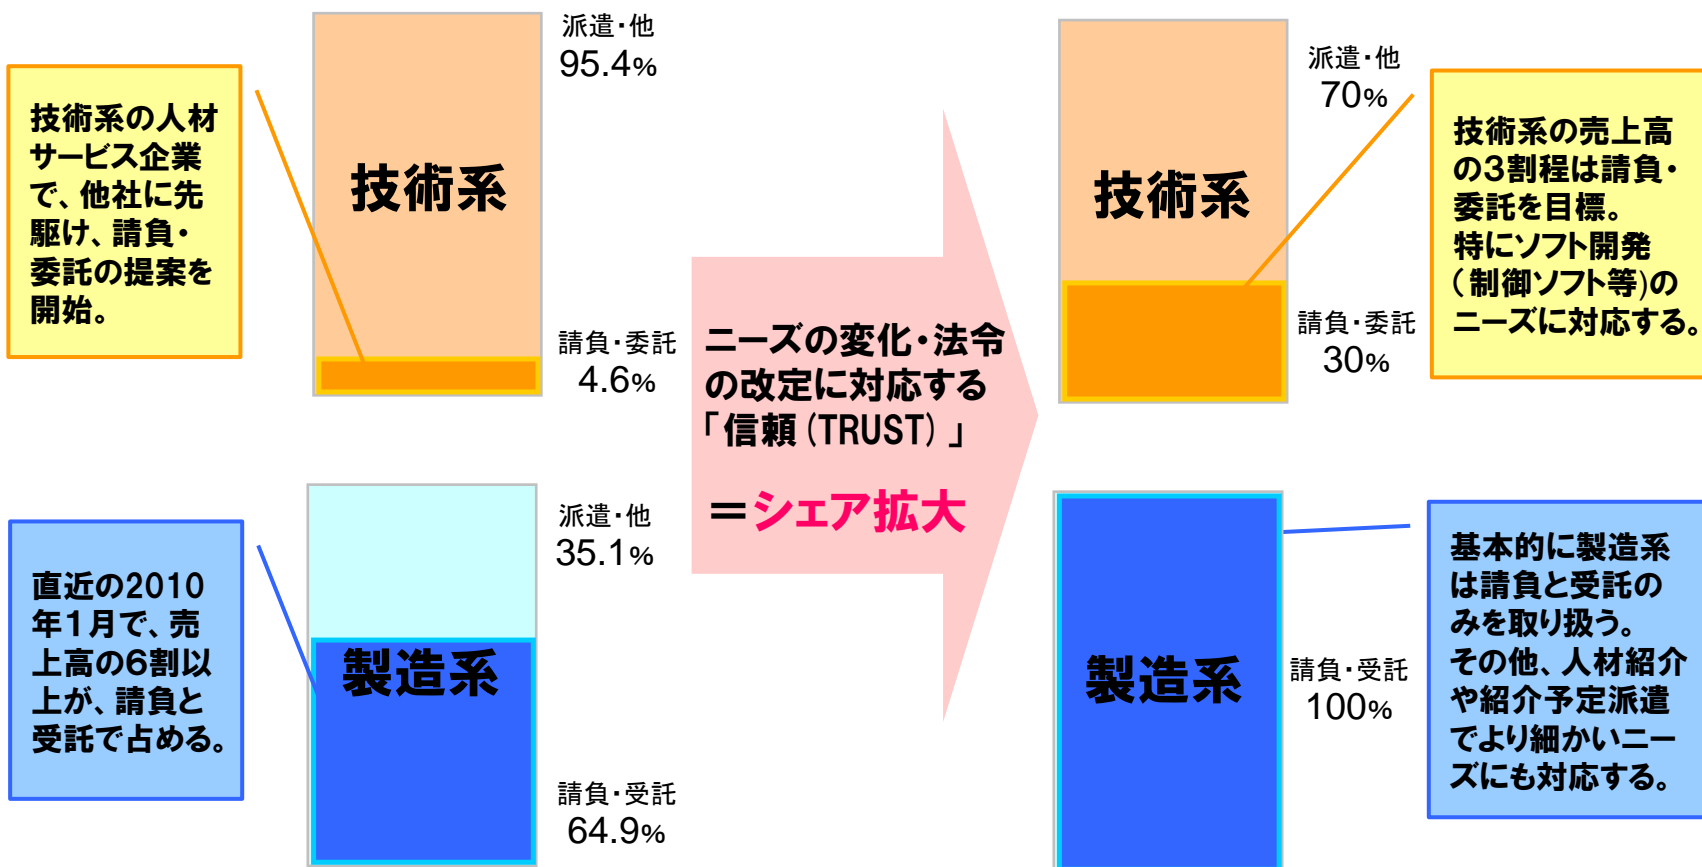 派遣・他
95.4%
技術系の人材
サービス企業
で、他社に先
駆け、請負・
委託の提案を
開始。
技術系
請負・委託
4.6%
派遣・他
35.1%
直近の2010
年1月で、売
上高の6割以
上が、請負と
受託で占める。
製造系
請負・受託
64.9%
ニーズの変化・法令
の改定に対応する
「信頼(TRUST)」
＝シェア拡大
派遣・他
70%
技術系
請負・委託
30%
技術系の売上高
の3割程は請負・
委託を目標。
特にソフト開発
(制御ソフト等)の
ニーズに対応する。
製造系
請負・受託
100%
基本的に製造系
は請負と受託の
みを取り扱う。
その他、人材紹介
や紹介予定派遣
でより細かいニー
ズにも対応する。